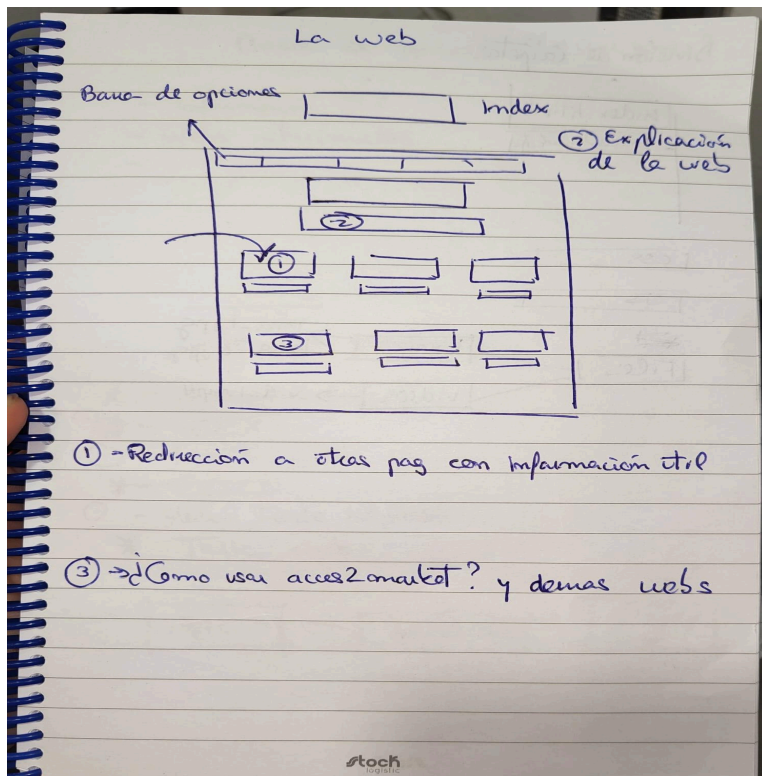 La web
Barra de opciones
Index
② Explicación
de la web
②
①
③
① - Redirección a otras pag con información útil
③ → ¿Como usar acces2market? y demas webs
stock
logistic